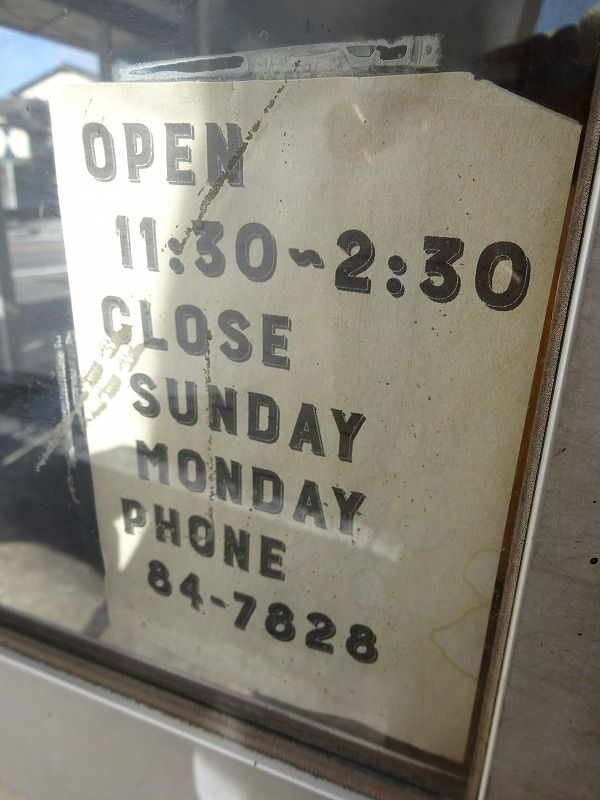 OPEN
11:30~2:30
CLOSE
SUNDAY
MONDAY
PHONE
84-7828